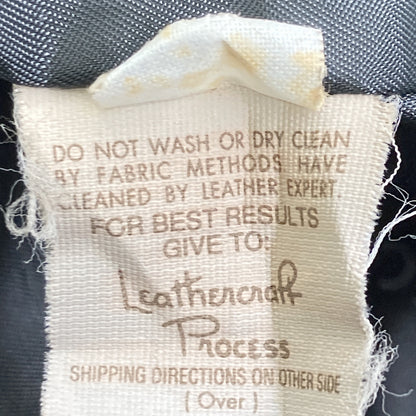 DO NOT WASH OR DRY CLEAN
BY FABRIC METHODS HAVE
CLEANED BY LEATHER EXPERT.
FOR BEST RESULTS
GIVE TO:
Leathercraft
Process
SHIPPING DIRECTIONS ON OTHER SIDE
( Over )